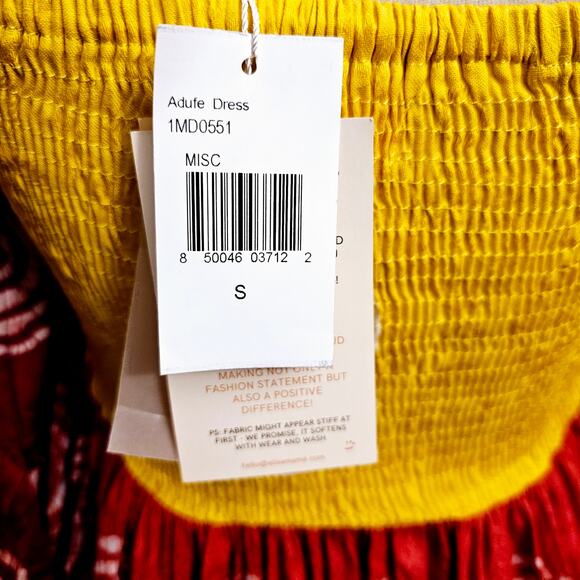 Adufe Dress
1MD0551
MISC
8 50046 03712 2
S
D
!
UD
MAKING NOT ONLY A
FASHION STATEMENT BUT
ALSO A POSITIVE
DIFFERENCE!
PS: FABRIC MIGHT APPEAR STIFF AT
FIRST - WE PROMISE, IT SOFTENS
WITH WEAR AND WASH